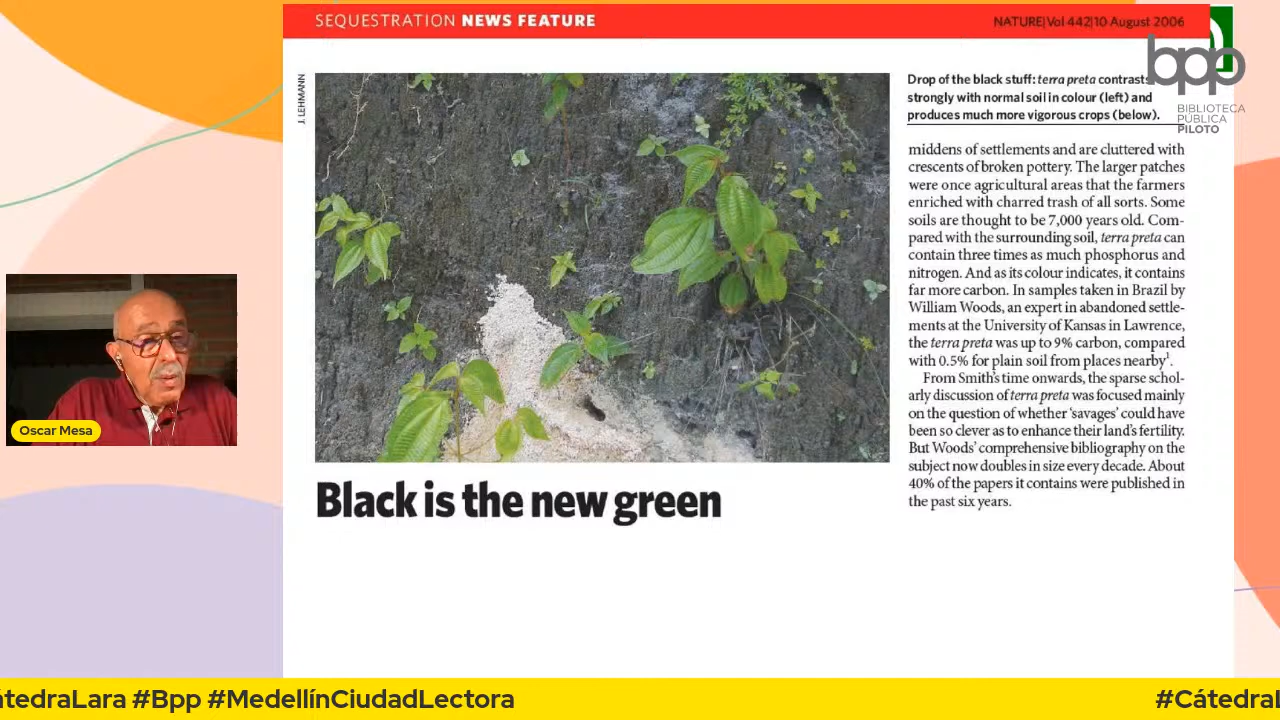 SEQUESTRATION NEWS FEATURE
NATURE|Vol 442|10 August 2006
J. LEHMANN
Drop of the black stuff: terra preta contrasts
strongly with normal soil in colour (left) and
produces much more vigorous crops (below).
bpp
BIBLIOTECA
PÚBLICA
PILOTO
middens of settlements and are cluttered with
crescents of broken pottery. The larger patches
were once agricultural areas that the farmers
enriched with charred trash of all sorts. Some
soils are thought to be 7,000 years old. Com-
pared with the surrounding soil, terra preta can
contain three times as much phosphorus and
nitrogen. And as its colour indicates, it contains
far more carbon. In samples taken in Brazil by
William Woods, an expert in abandoned settle-
ments at the University of Kansas in Lawrence,
the terra preta was up to 9% carbon, compared
with 0.5% for plain soil from places nearby¹.
From Smith's time onwards, the sparse schol-
arly discussion of terra preta was focused mainly
on the question of whether 'savages' could have
been so clever as to enhance their land's fertility.
But Woods' comprehensive bibliography on the
subject now doubles in size every decade. About
40% of the papers it contains were published in
the past six years.
Black is the new green
Oscar Mesa
átedraLara #Bpp #MedellínCiudadLectora
#CátedraL